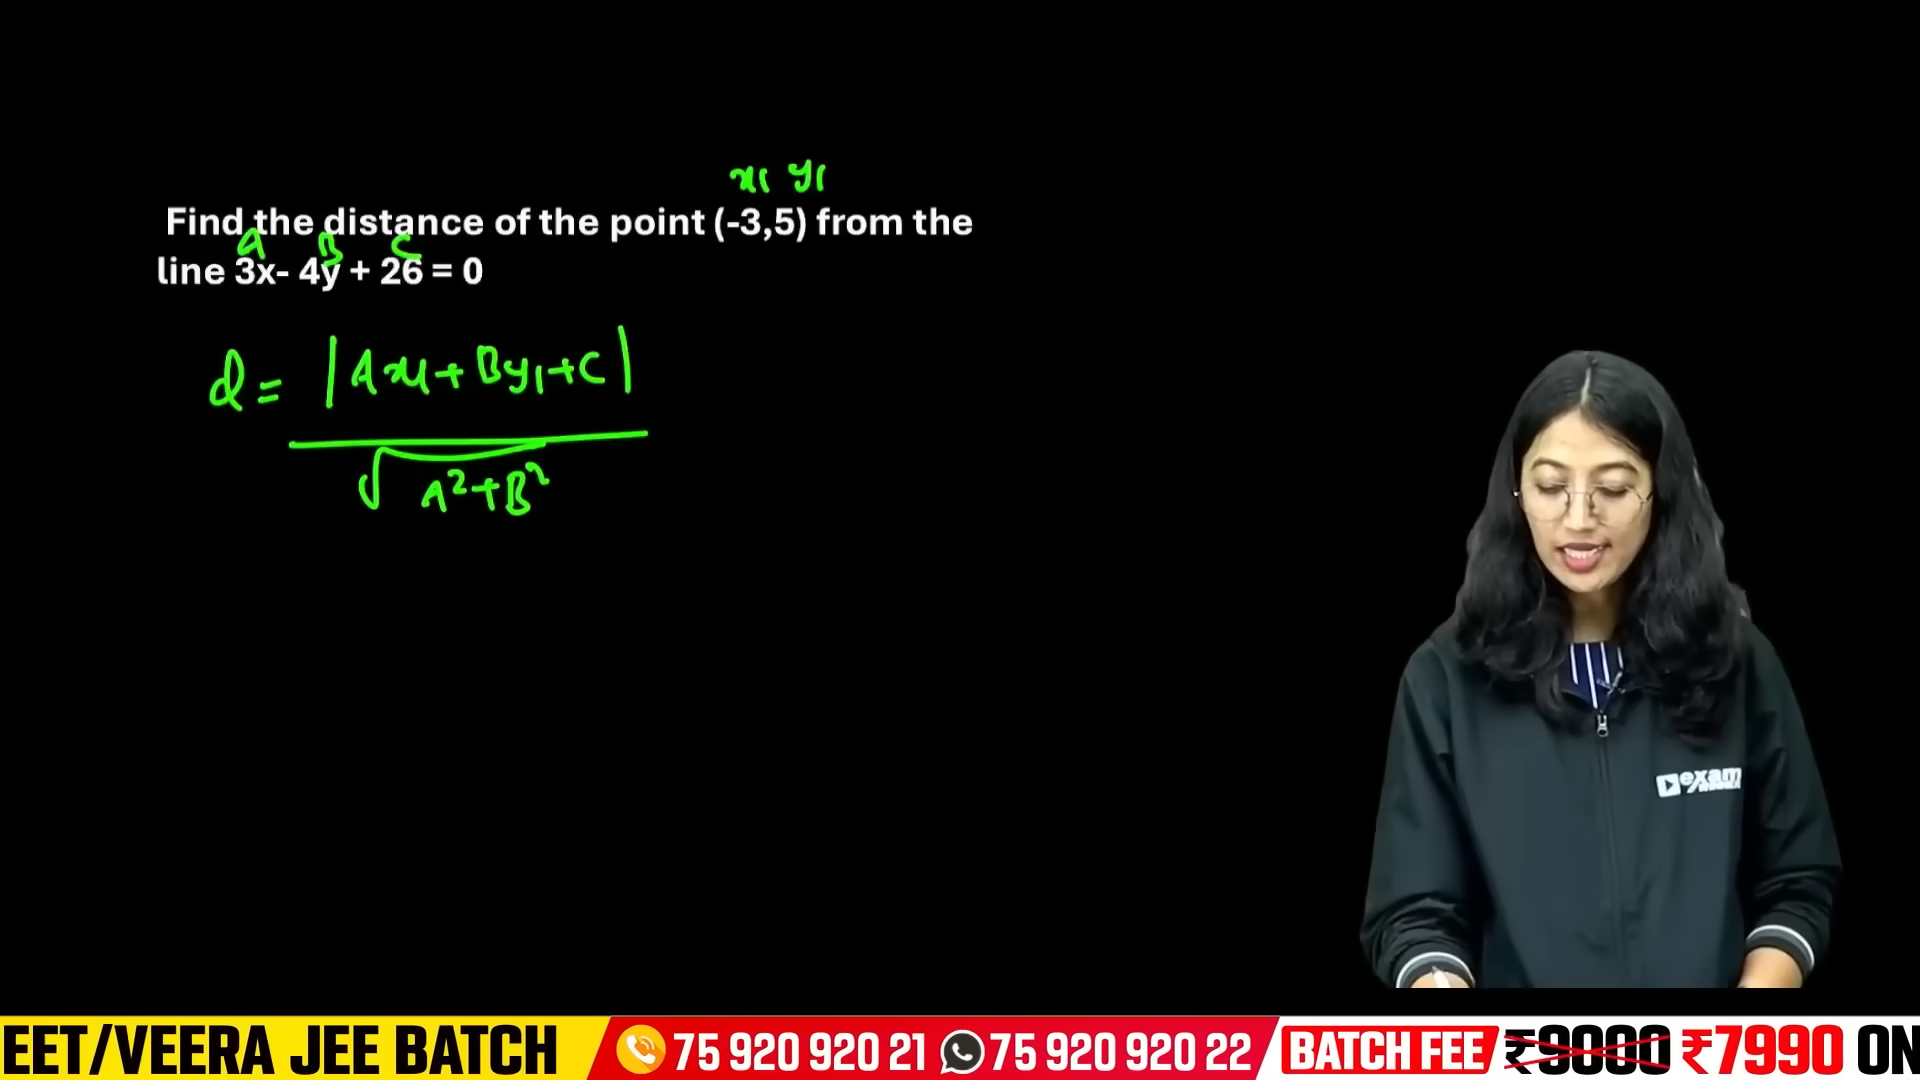 x₁ y₁
Find the distance of the point (-3,5) from the
A B C
line 3x- 4y + 26 = 0
d = |Ax₁ + By₁ + C|
√A² + B²
exam
EET/VEERA JEE BATCH 75 920 920 21 75 920 920 22 BATCH FEE ₹9000 ₹7990 ON